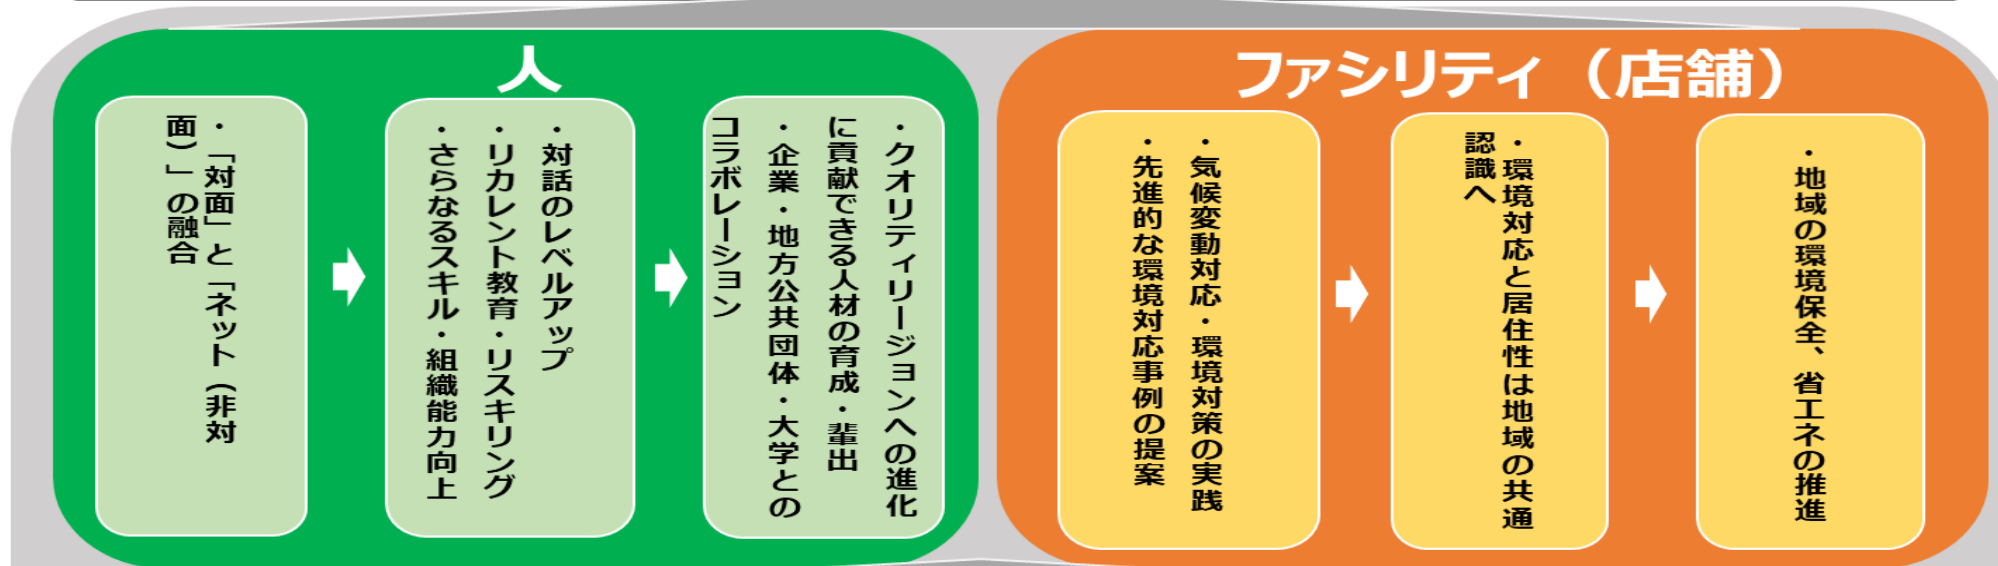 人
・「対面」と「ネット（非対
面）」の融合
・対話のレベルアップ
・リカレント教育・リスキリング
・さらなるスキル・組織能力向上
・クオリティリージョンへの進化
に貢献できる人材の育成・輩出
・企業・地方公共団体・大学との
コラボレーション
ファシリティ（店舗）
・気候変動対応・環境対策の実践
・先進的な環境対応事例の提案
・環境対応と居住性は地域の共通
認識へ
・地域の環境保全、省エネの推進